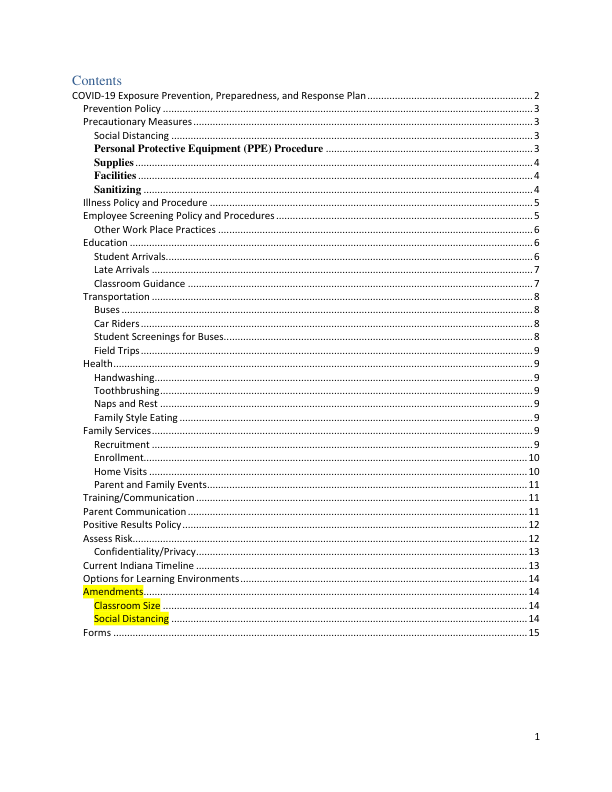 Contents
COVID-19 Exposure Prevention, Preparedness, and Response Plan 2
Prevention Policy 3
Precautionary Measures 3
Social Distancing 3
Personal Protective Equipment (PPE) Procedure 3
Supplies 4
Facilities 4
Sanitizing 4
Illness Policy and Procedure 5
Employee Screening Policy and Procedures 5
Other Work Place Practices 6
Education 6
Student Arrivals 6
Late Arrivals 7
Classroom Guidance 7
Transportation 8
Buses 8
Car Riders 8
Student Screenings for Buses 8
Field Trips 9
Health 9
Handwashing 9
Toothbrushing 9
Naps and Rest 9
Family Style Eating 9
Family Services 9
Recruitment 9
Enrollment 10
Home Visits 10
Parent and Family Events 11
Training/Communication 11
Parent Communication 11
Positive Results Policy 12
Assess Risk 12
Confidentiality/Privacy 13
Current Indiana Timeline 13
Options for Learning Environments 14
Amendments 14
Classroom Size 14
Social Distancing 14
Forms 15
1